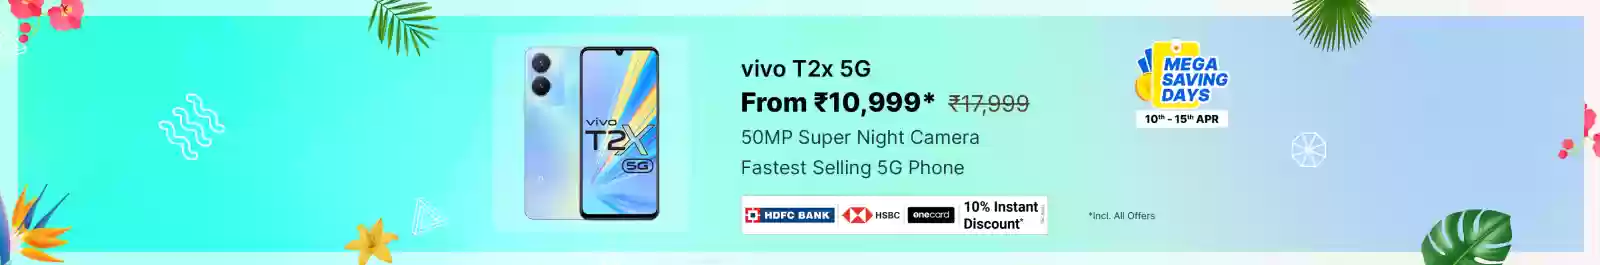 vivo T2x 5G
From ₹10,999* ₹17,999
50MP Super Night Camera
Fastest Selling 5G Phone
HDFC BANK HSBC onecard 10% Instant
Discount*
*Incl. All Offers
MEGA
SAVING
DAYS
10th - 15th APR
vivo
T2X
5G